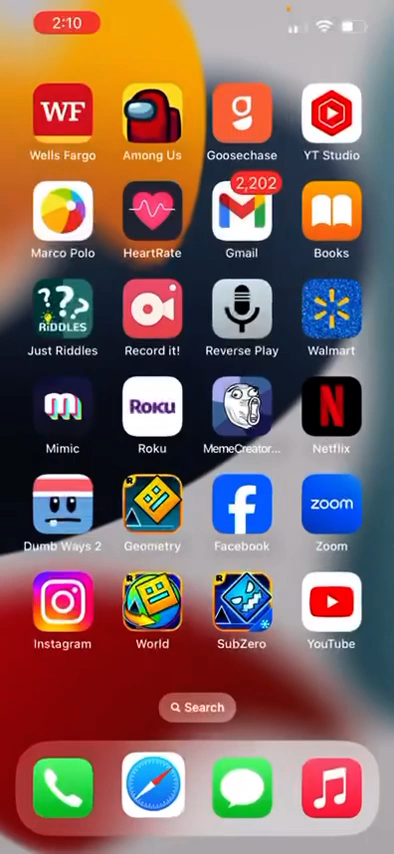 2:10
WF
Wells Fargo Among Us Goosechase YT Studio
2,202
Marco Polo HeartRate Gmail Books
???
RIDDLES
Just Riddles Record it! Reverse Play Walmart
m Roku N
Mimic Roku MemeCreator... Netflix
R zoom
Dumb Ways 2 Geometry Facebook Zoom
R R
Instagram World SubZero YouTube
Search